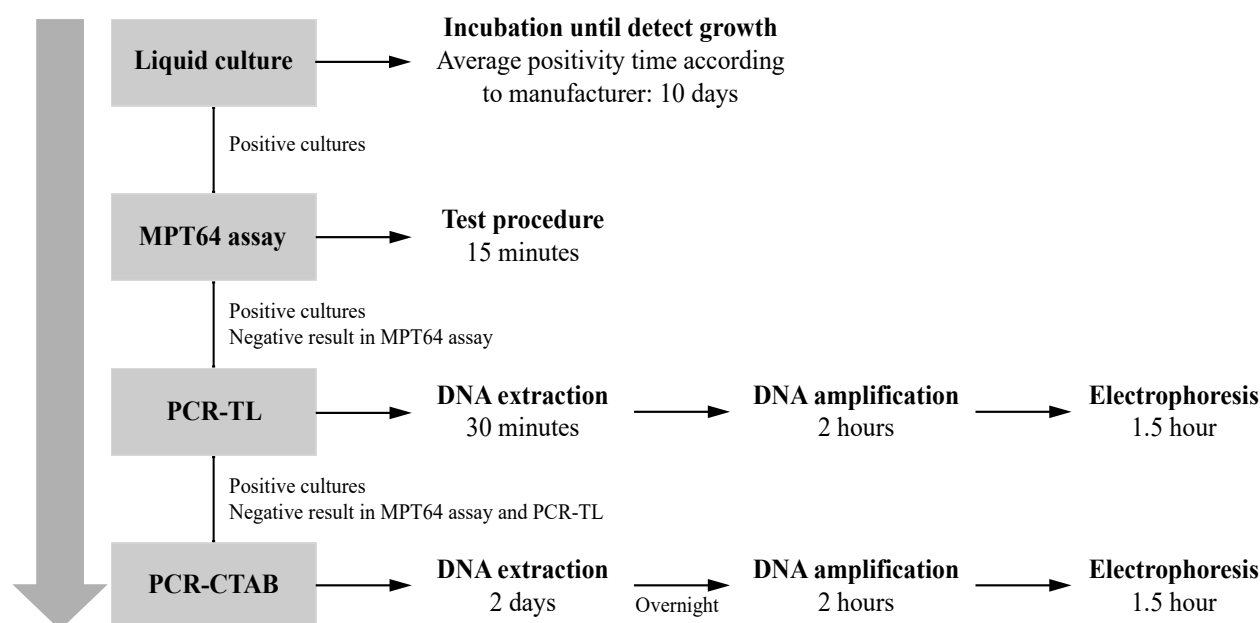 Liquid culture
Incubation until detect growth
Average positivity time according
to manufacturer: 10 days
Positive cultures
MPT64 assay
Test procedure
15 minutes
Positive cultures
Negative result in MPT64 assay
PCR-TL
DNA extraction
30 minutes
DNA amplification
2 hours
Electrophoresis
1.5 hour
Positive cultures
Negative result in MPT64 assay and PCR-TL
PCR-CTAB
DNA extraction
2 days
Overnight
DNA amplification
2 hours
Electrophoresis
1.5 hour